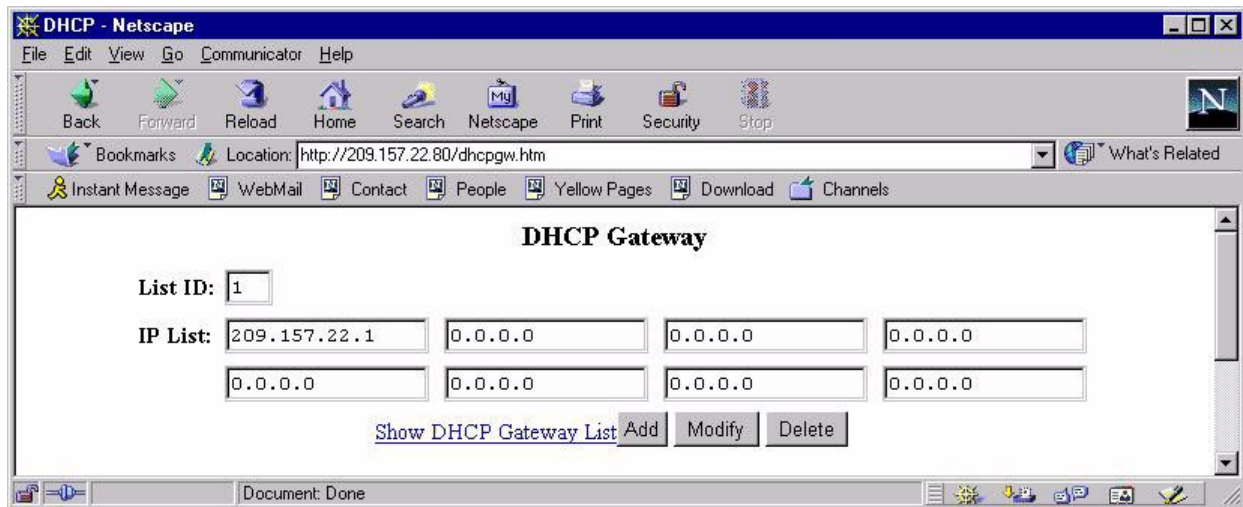 DHCP - Netscape
File Edit View Go Communicator Help
My
N
Back Forward Reload Home Search Netscape Print Security Stop
Bookmarks Location: http://209.157.22.80/dhcpgw.htm What's Related
Instant Message WebMail Contact People Yellow Pages Download Channels
DHCP Gateway
List ID: 1
IP List: 209.157.22.1 0.0.0.0 0.0.0.0 0.0.0.0
0.0.0.0 0.0.0.0 0.0.0.0 0.0.0.0
Show DHCP Gateway List Add Modify Delete
Document: Done